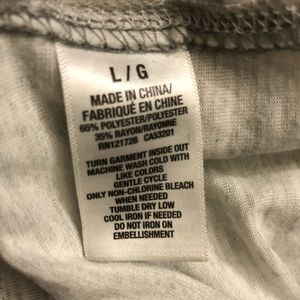 L/G
MADE IN CHINA/
FABRIQUÉ EN CHINE
65% POLYESTER/POLYESTER
35% RAYON/RAYONNE
RN121726 CA53201
TURN GARMENT INSIDE OUT
MACHINE WASH COLD WITH
LIKE COLORS
GENTLE CYCLE
ONLY NON-CHLORINE BLEACH
WHEN NEEDED
TUMBLE DRY LOW
COOL IRON IF NEEDED
DO NOT IRON ON
EMBELLISHMENT